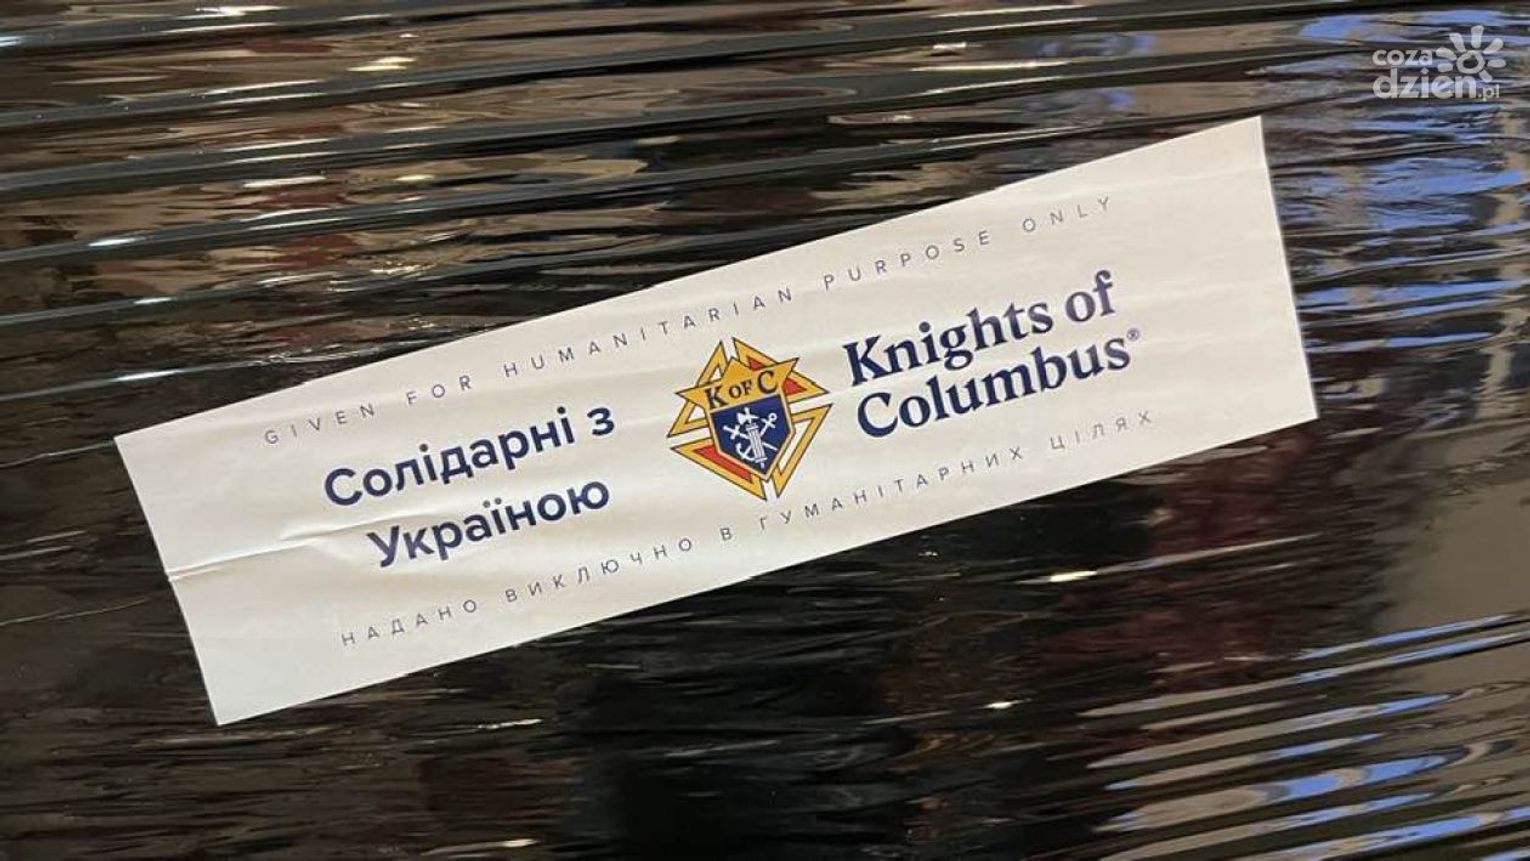 coza
dzien.pl
GIVEN FOR HUMANITARIAN PURPOSE ONLY
Солідарні з
Україною
K OF C
Knights of
Columbus®
НАДАНО ВИКЛЮЧНО В ГУМАНІТАРНИХ ЦІЛЯХ